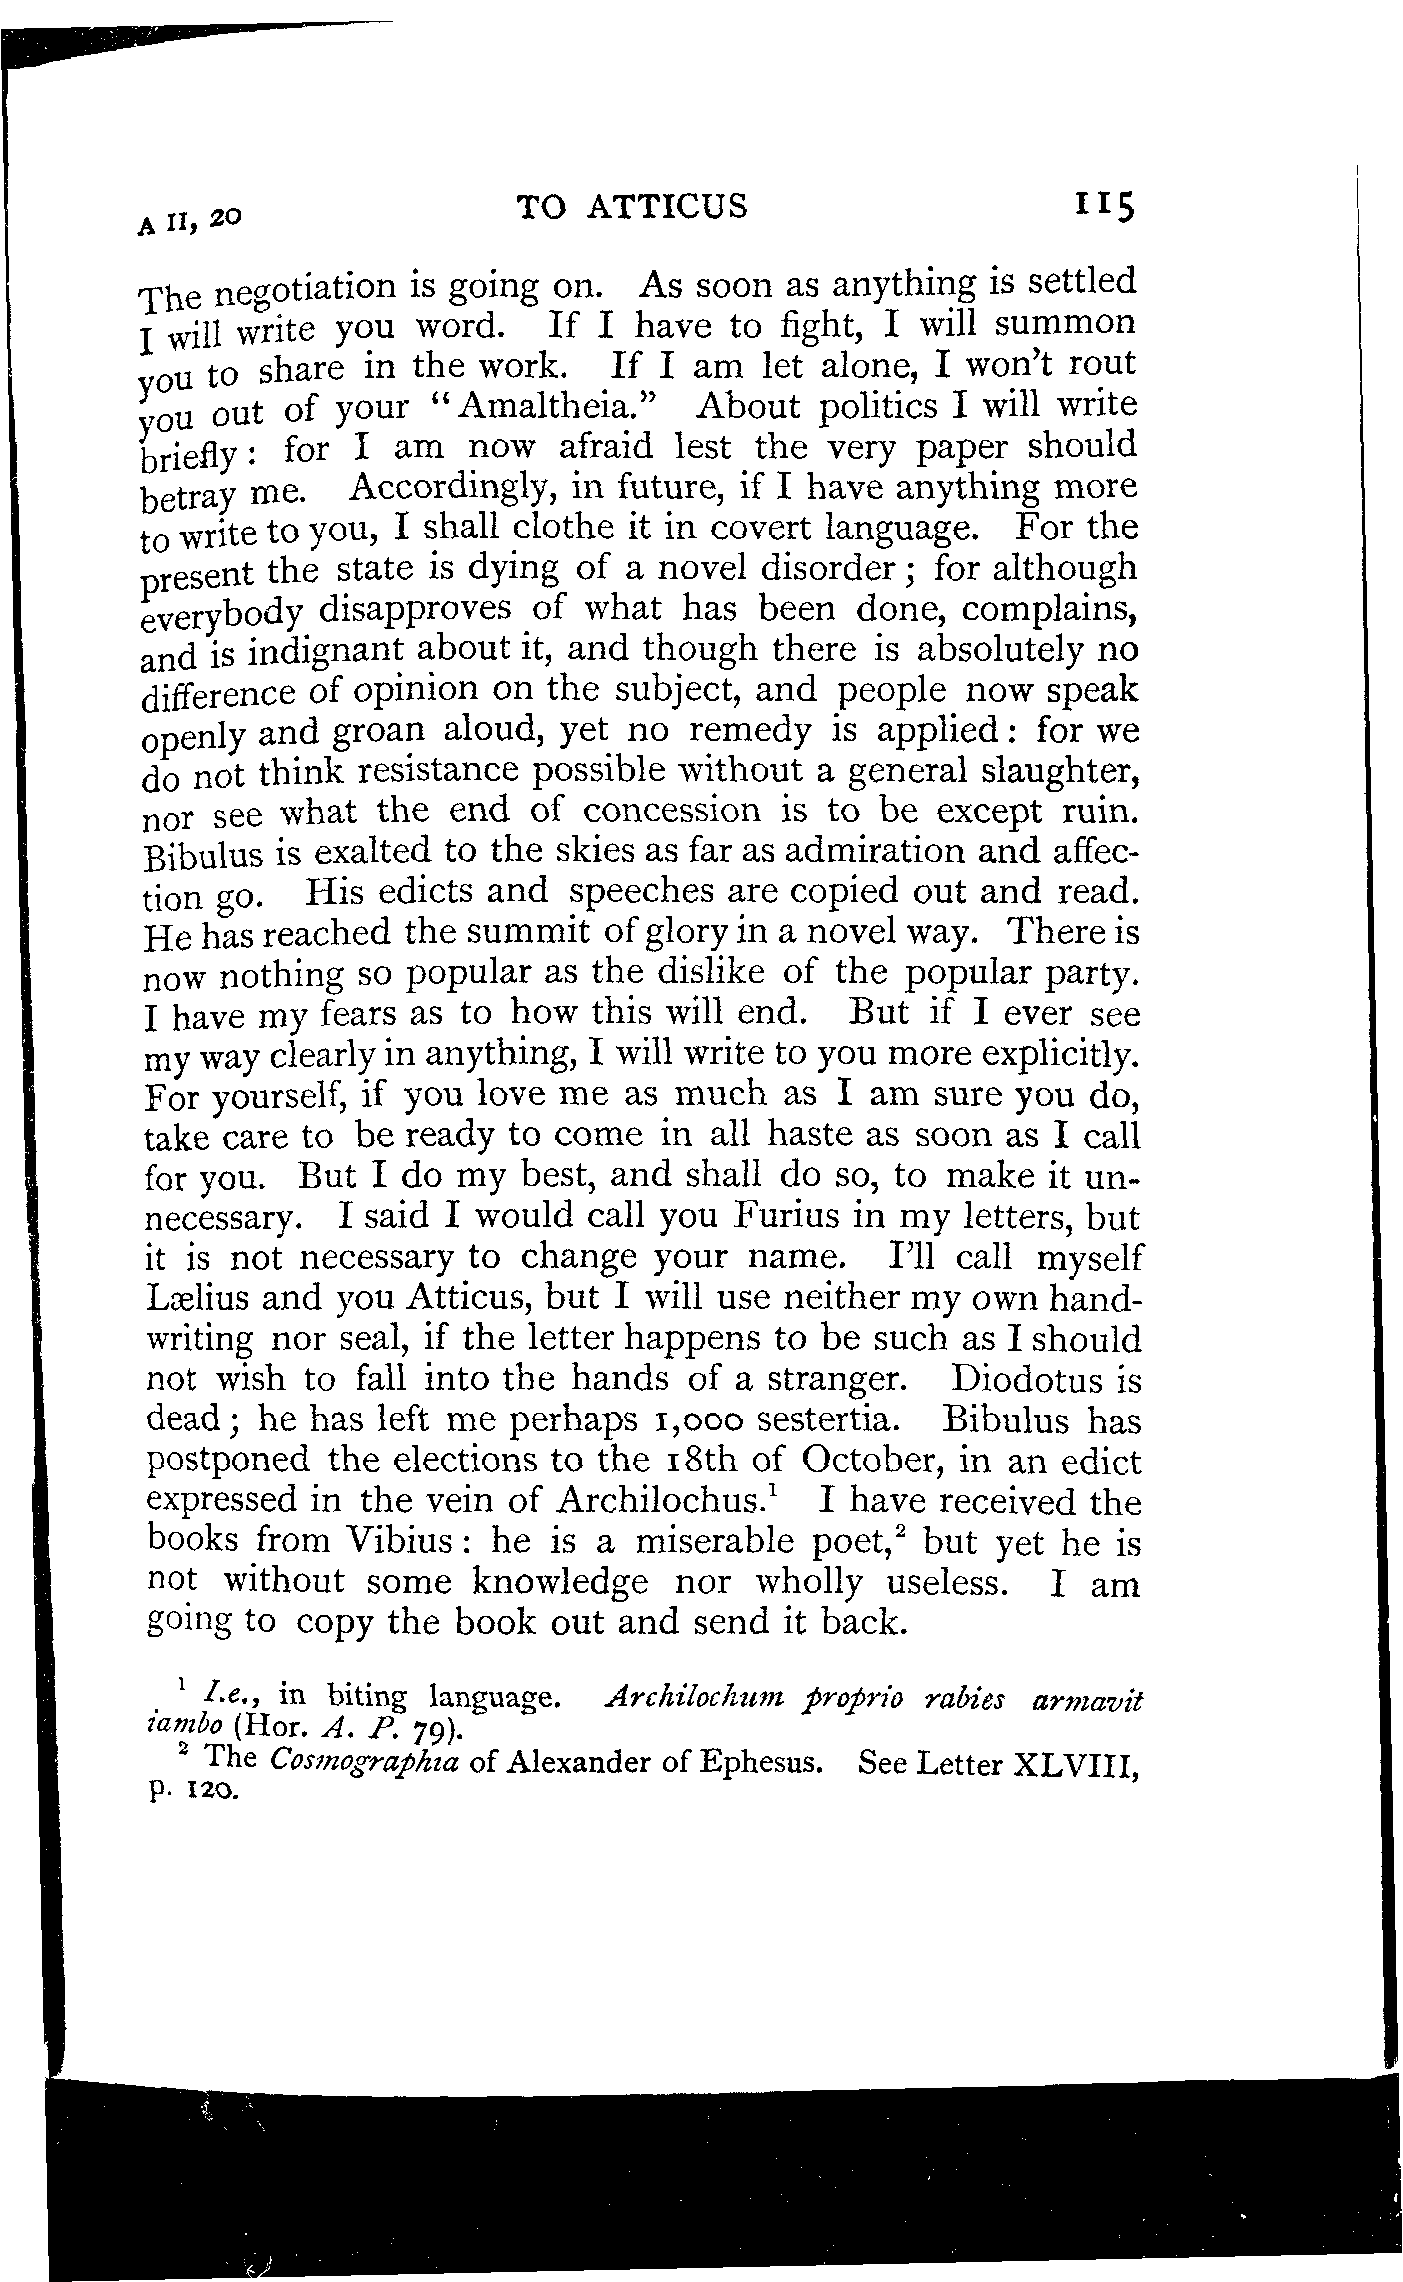 A II, 20 TO ATTICUS 115
The negotiation is going on. As soon as anything is settled
I will write you word. If I have to fight, I will summon
you to share in the work. If I am let alone, I won't rout
you out of your "Amaltheia." About politics I will write
briefly: for I am now afraid lest the very paper should
betray me. Accordingly, in future, if I have anything more
to write to you, I shall clothe it in covert language. For the
present the state is dying of a novel disorder; for although
everybody disapproves of what has been done, complains,
and is indignant about it, and though there is absolutely no
difference of opinion on the subject, and people now speak
openly and groan aloud, yet no remedy is applied: for we
do not think resistance possible without a general slaughter,
nor see what the end of concession is to be except ruin.
Bibulus is exalted to the skies as far as admiration and affec-
tion go. His edicts and speeches are copied out and read.
He has reached the summit of glory in a novel way. There is
now nothing so popular as the dislike of the popular party.
I have my fears as to how this will end. But if I ever see
my way clearly in anything, I will write to you more explicitly.
For yourself, if you love me as much as I am sure you do,
take care to be ready to come in all haste as soon as I call
for you. But I do my best, and shall do so, to make it un-
necessary. I said I would call you Furius in my letters, but
it is not necessary to change your name. I'll call myself
Lælius and you Atticus, but I will use neither my own hand-
writing nor seal, if the letter happens to be such as I should
not wish to fall into the hands of a stranger. Diodotus is
dead; he has left me perhaps 1,000 sestertia. Bibulus has
postponed the elections to the 18th of October, in an edict
expressed in the vein of Archilochus.¹ I have received the
books from Vibius: he is a miserable poet,² but yet he is
not without some knowledge nor wholly useless. I am
going to copy the book out and send it back.
¹ I.e., in biting language. Archilochum proprio rabies armavit
iambo (Hor. A. P. 79).
² The Cosmographia of Alexander of Ephesus. See Letter XLVIII,
p. 120.